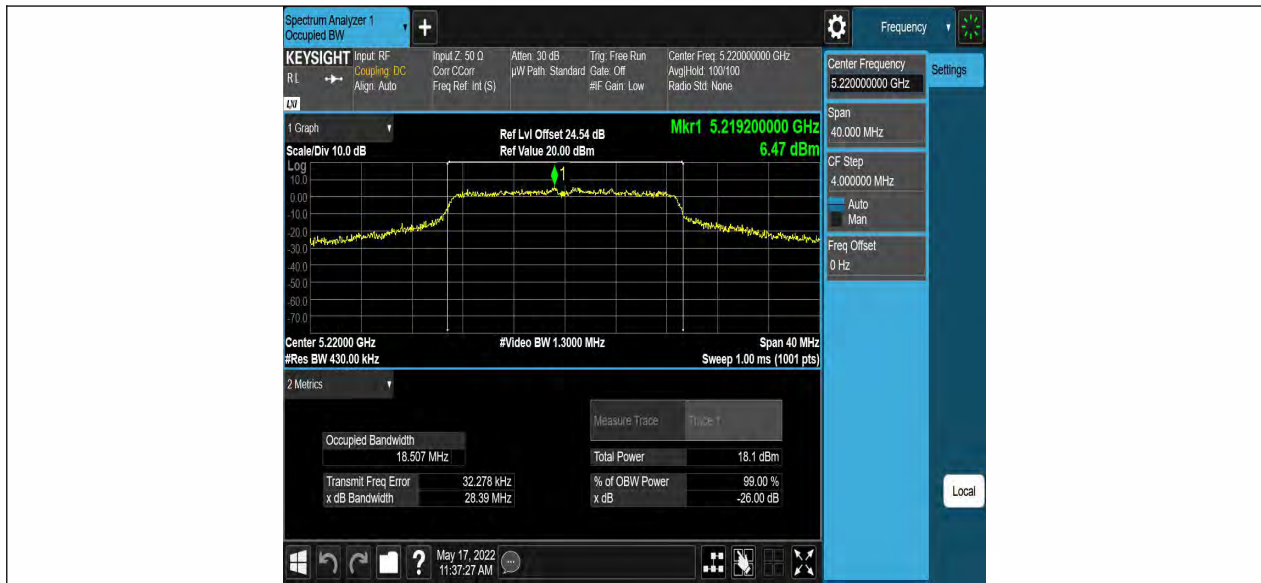 Spectrum Analyzer 1
Occupied BW
Frequency
KEYSIGHT Input: RF Input Z: 50 Ω Atten: 30 dB Trig: Free Run Center Freq: 5.220000000 GHz
RL Coupling: DC Corr CCorr µW Path: Standard Gate: Off Avg|Hold: 100/100
Align: Auto Freq Ref: Int (S) #IF Gain: Low Radio Std: None
LXI
Center Frequency
5.220000000 GHz
Settings
Span
40.000 MHz
CF Step
4.000000 MHz
Auto
Man
Freq Offset
0 Hz
1 Graph
Ref Lvl Offset 24.54 dB
Mkr1 5.219200000 GHz
Scale/Div 10.0 dB
Ref Value 20.00 dBm
6.47 dBm
Log
1
10.0
0.00
-10.0
-20.0
-30.0
-40.0
-50.0
-60.0
-70.0
Center 5.22000 GHz #Video BW 1.3000 MHz Span 40 MHz
#Res BW 430.00 kHz Sweep 1.00 ms (1001 pts)
2 Metrics
Measure Trace Trace 1
Occupied Bandwidth
18.507 MHz
Total Power 18.1 dBm
Transmit Freq Error 32.278 kHz % of OBW Power 99.00 %
x dB Bandwidth 28.39 MHz x dB -26.00 dB
Local
May 17, 2022
11:37:27 AM